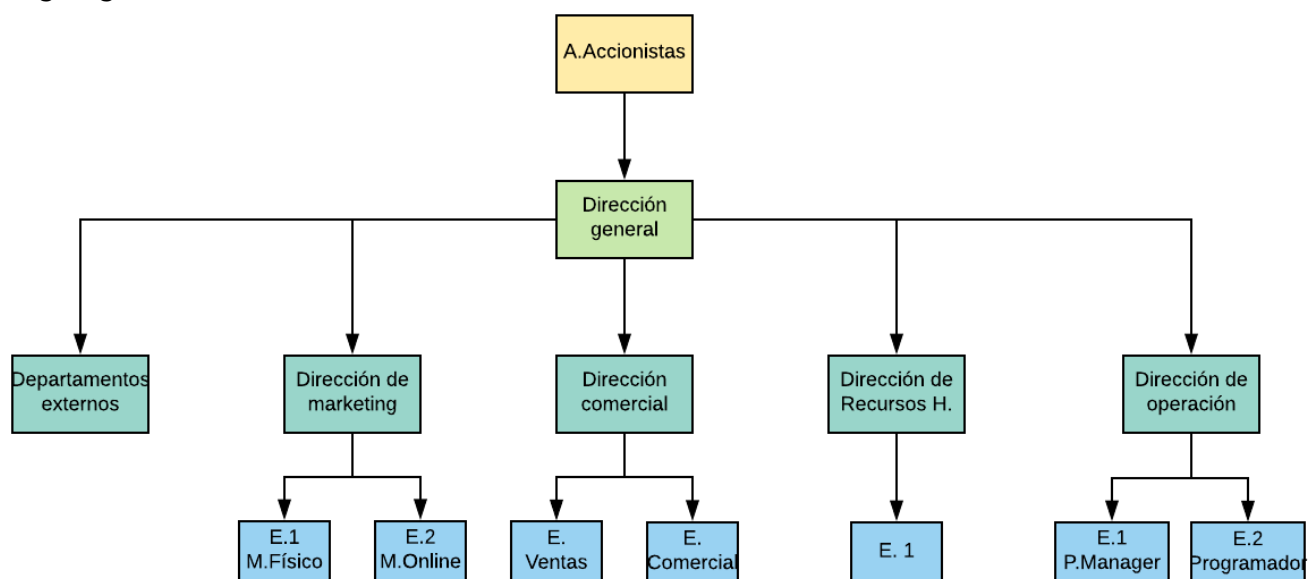 A.Accionistas
Dirección
general
Departamentos
externos
Dirección de
marketing
Dirección
comercial
Dirección de
Recursos H.
Dirección de
operación
E.1
M.Físico
E.2
M.Online
E.
Ventas
E.
Comercial
E. 1
E.1
P.Manager
E.2
Programador